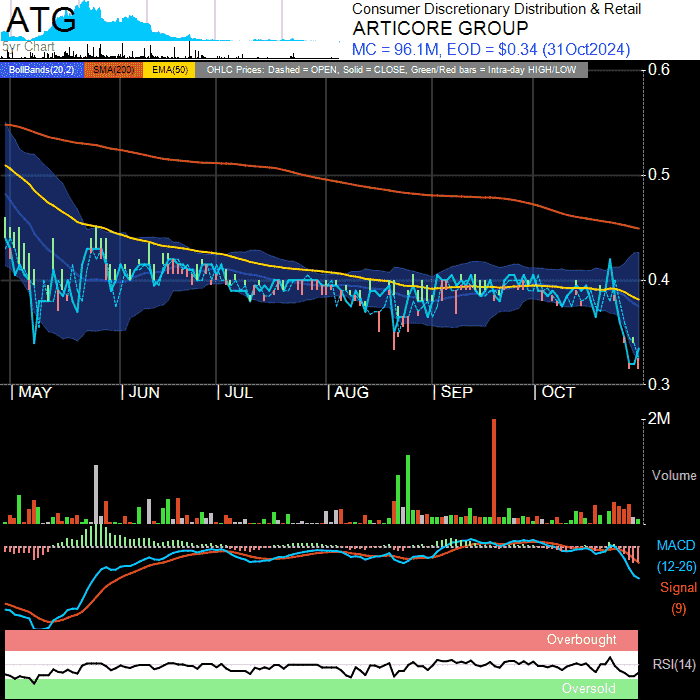 ATG
5yr Chart
Consumer Discretionary Distribution & Retail
ARTICORE GROUP
MC = 96.1M, EOD = $0.34 (31Oct2024)
BollBands(20,2) SMA(200) EMA(50) OHLC Prices: Dashed = OPEN, Solid = CLOSE, Green/Red bars = Intra-day HIGH/LOW
0.6
0.5
0.4
0.3
| MAY | JUN | JUL | AUG | SEP | OCT
2M
Volume
MACD
(12-26)
Signal
(9)
Overbought
RSI(14)
Oversold